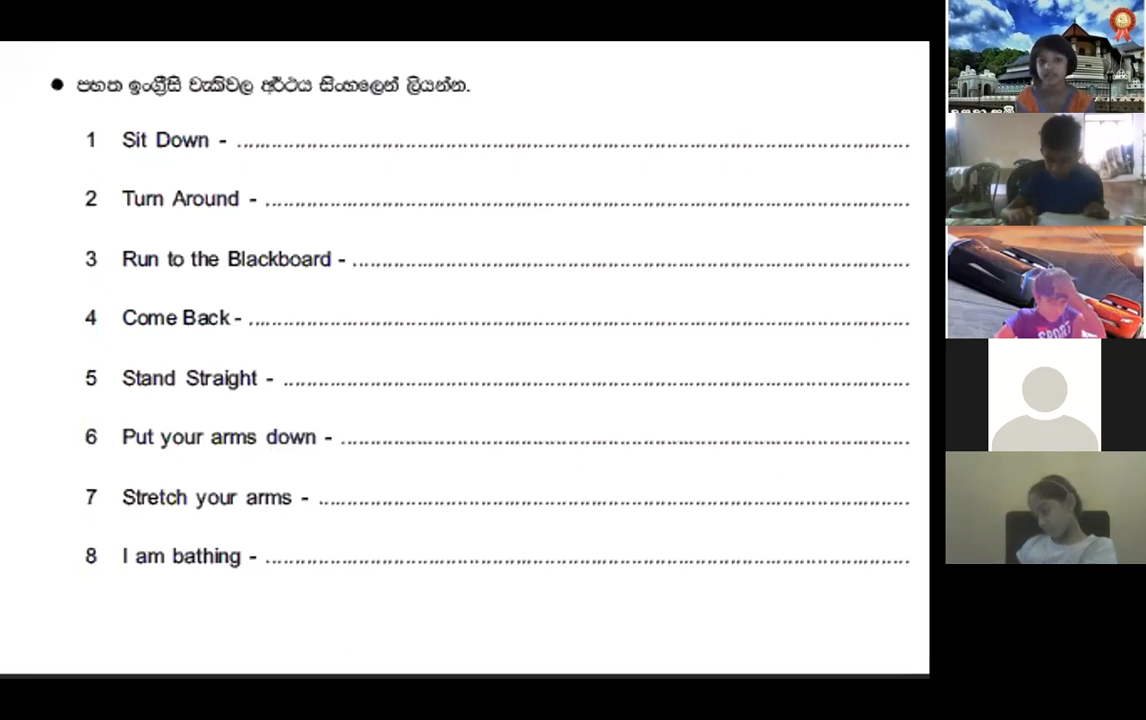 ● පහත ඉංග්‍රීසි වැකිවල අර්ථය සිංහලෙන් ලියන්න.
1 Sit Down - ................................................................
2 Turn Around - ................................................................
3 Run to the Blackboard - ................................................................
4 Come Back - ................................................................
5 Stand Straight - ................................................................
6 Put your arms down - ................................................................
7 Stretch your arms - ................................................................
8 I am bathing - ................................................................
SPORT